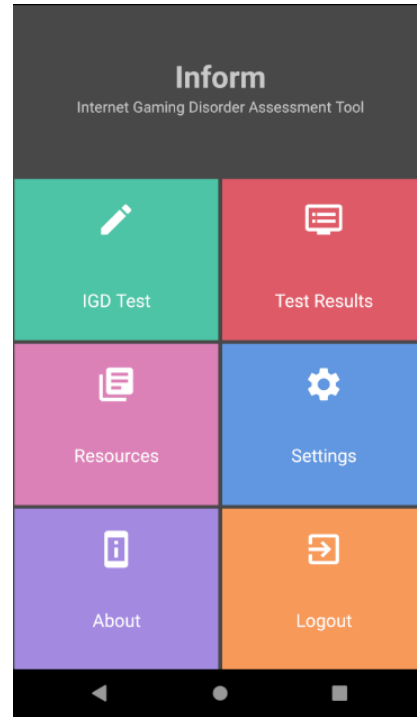 Inform
Internet Gaming Disorder Assessment Tool
IGD Test
Test Results
Resources
Settings
About
Logout